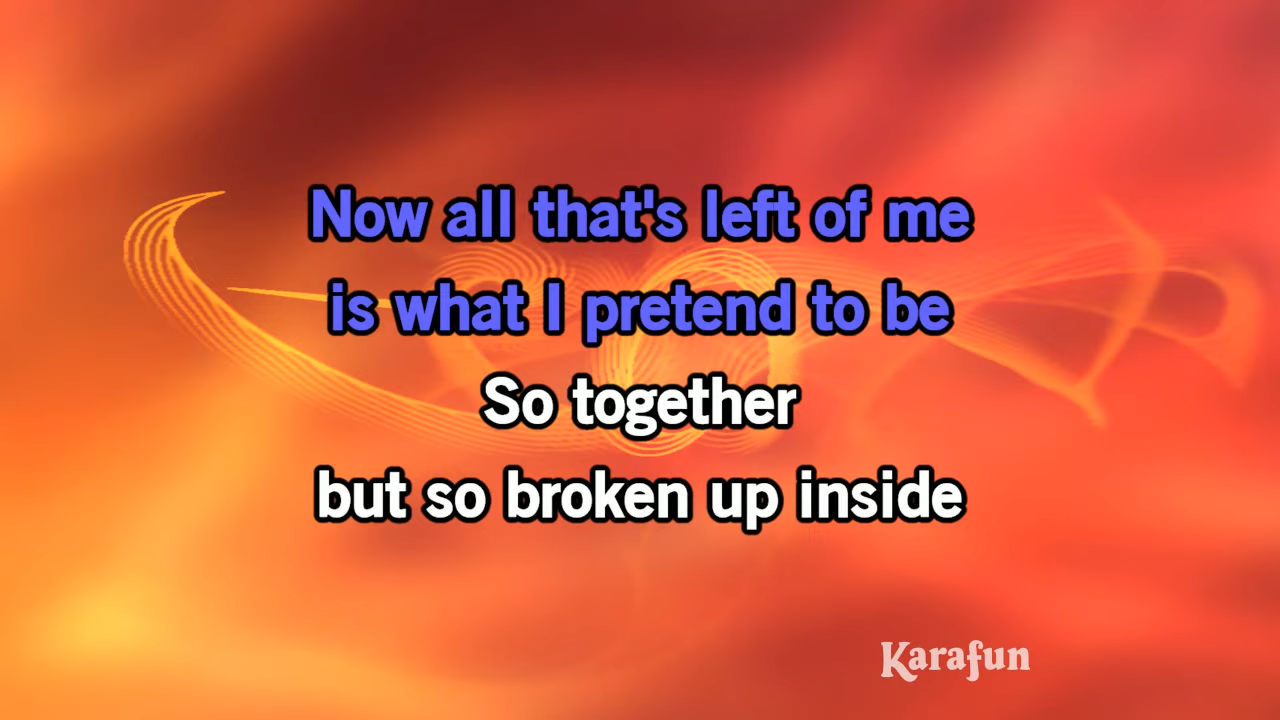 Now all that's left of me
is what I pretend to be
So together
but so broken up inside
Karafun